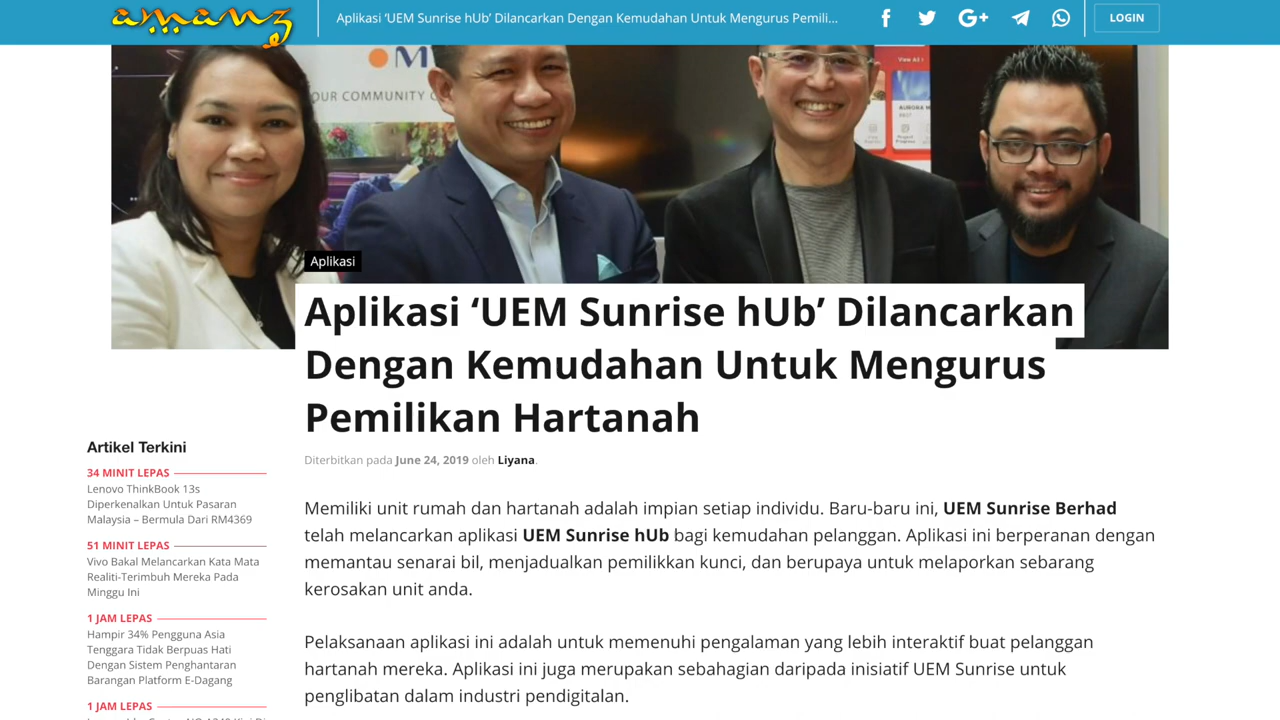 amanz
Aplikasi ‘UEM Sunrise hUb’ Dilancarkan Dengan Kemudahan Untuk Mengurus Pemili...
LOGIN
OUR COMMUNITY
View All
Aplikasi
Aplikasi ‘UEM Sunrise hUb’ Dilancarkan
Dengan Kemudahan Untuk Mengurus
Pemilikan Hartanah
Diterbitkan pada June 24, 2019 oleh Liyana.
Artikel Terkini
34 MINIT LEPAS
Lenovo ThinkBook 13s
Diperkenalkan Untuk Pasaran
Malaysia – Bermula Dari RM4369
51 MINIT LEPAS
Vivo Bakal Melancarkan Kata Mata
Realiti-Terimbuh Mereka Pada
Minggu Ini
1 JAM LEPAS
Hampir 34% Pengguna Asia
Tenggara Tidak Berpuas Hati
Dengan Sistem Penghantaran
Barangan Platform E-Dagang
1 JAM LEPAS
Memiliki unit rumah dan hartanah adalah impian setiap individu. Baru-baru ini, UEM Sunrise Berhad
telah melancarkan aplikasi UEM Sunrise hUb bagi kemudahan pelanggan. Aplikasi ini berperanan dengan
memantau senarai bil, menjadualkan pemilikkan kunci, dan berupaya untuk melaporkan sebarang
kerosakan unit anda.
Pelaksanaan aplikasi ini adalah untuk memenuhi pengalaman yang lebih interaktif buat pelanggan
hartanah mereka. Aplikasi ini juga merupakan sebahagian daripada inisiatif UEM Sunrise untuk
penglibatan dalam industri pendigitalan.